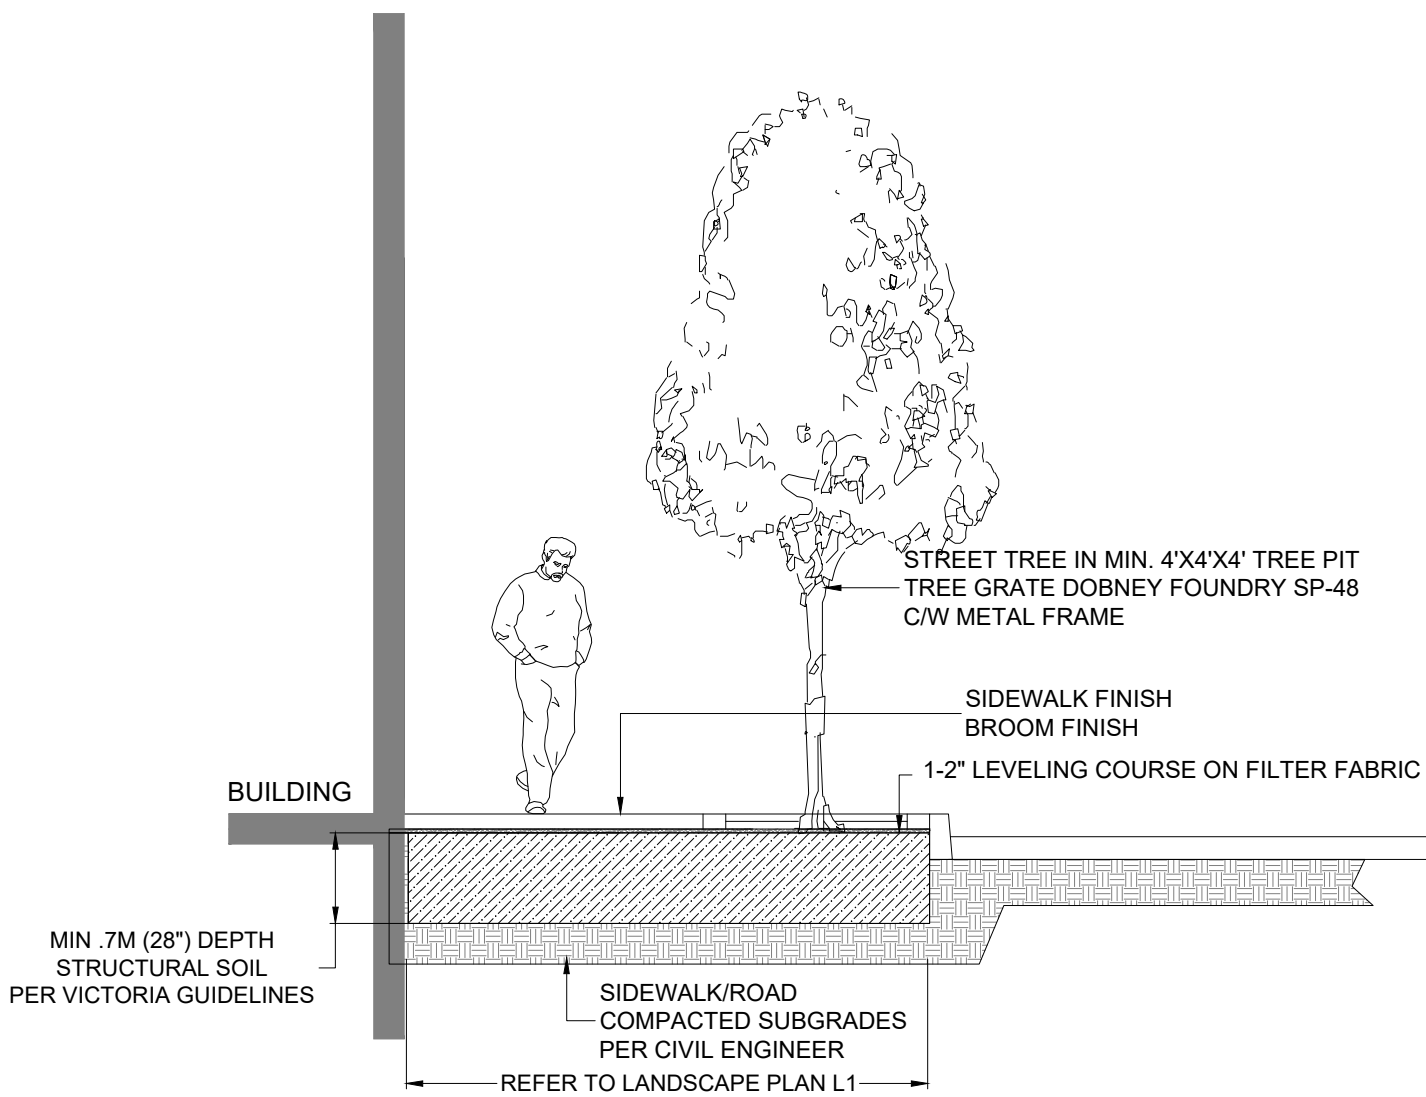 STREET TREE IN MIN. 4'X4'X4' TREE PIT
TREE GRATE DOBNEY FOUNDRY SP-48
C/W METAL FRAME
SIDEWALK FINISH
BROOM FINISH
1-2" LEVELING COURSE ON FILTER FABRIC
BUILDING
MIN .7M (28") DEPTH
STRUCTURAL SOIL
PER VICTORIA GUIDELINES
SIDEWALK/ROAD
COMPACTED SUBGRADES
PER CIVIL ENGINEER
REFER TO LANDSCAPE PLAN L1